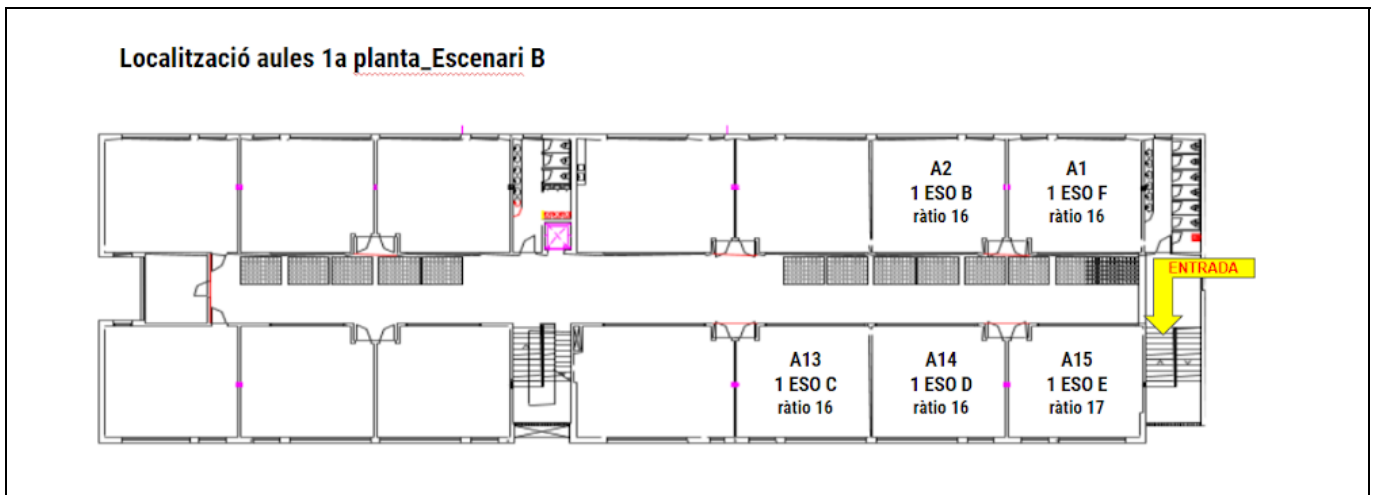 Localització aules 1a planta_Escenari B
A2
1 ESO B
ràtio 16
A1
1 ESO F
ràtio 16
ENTRADA
A13
1 ESO C
ràtio 16
A14
1 ESO D
ràtio 16
A15
1 ESO E
ràtio 17